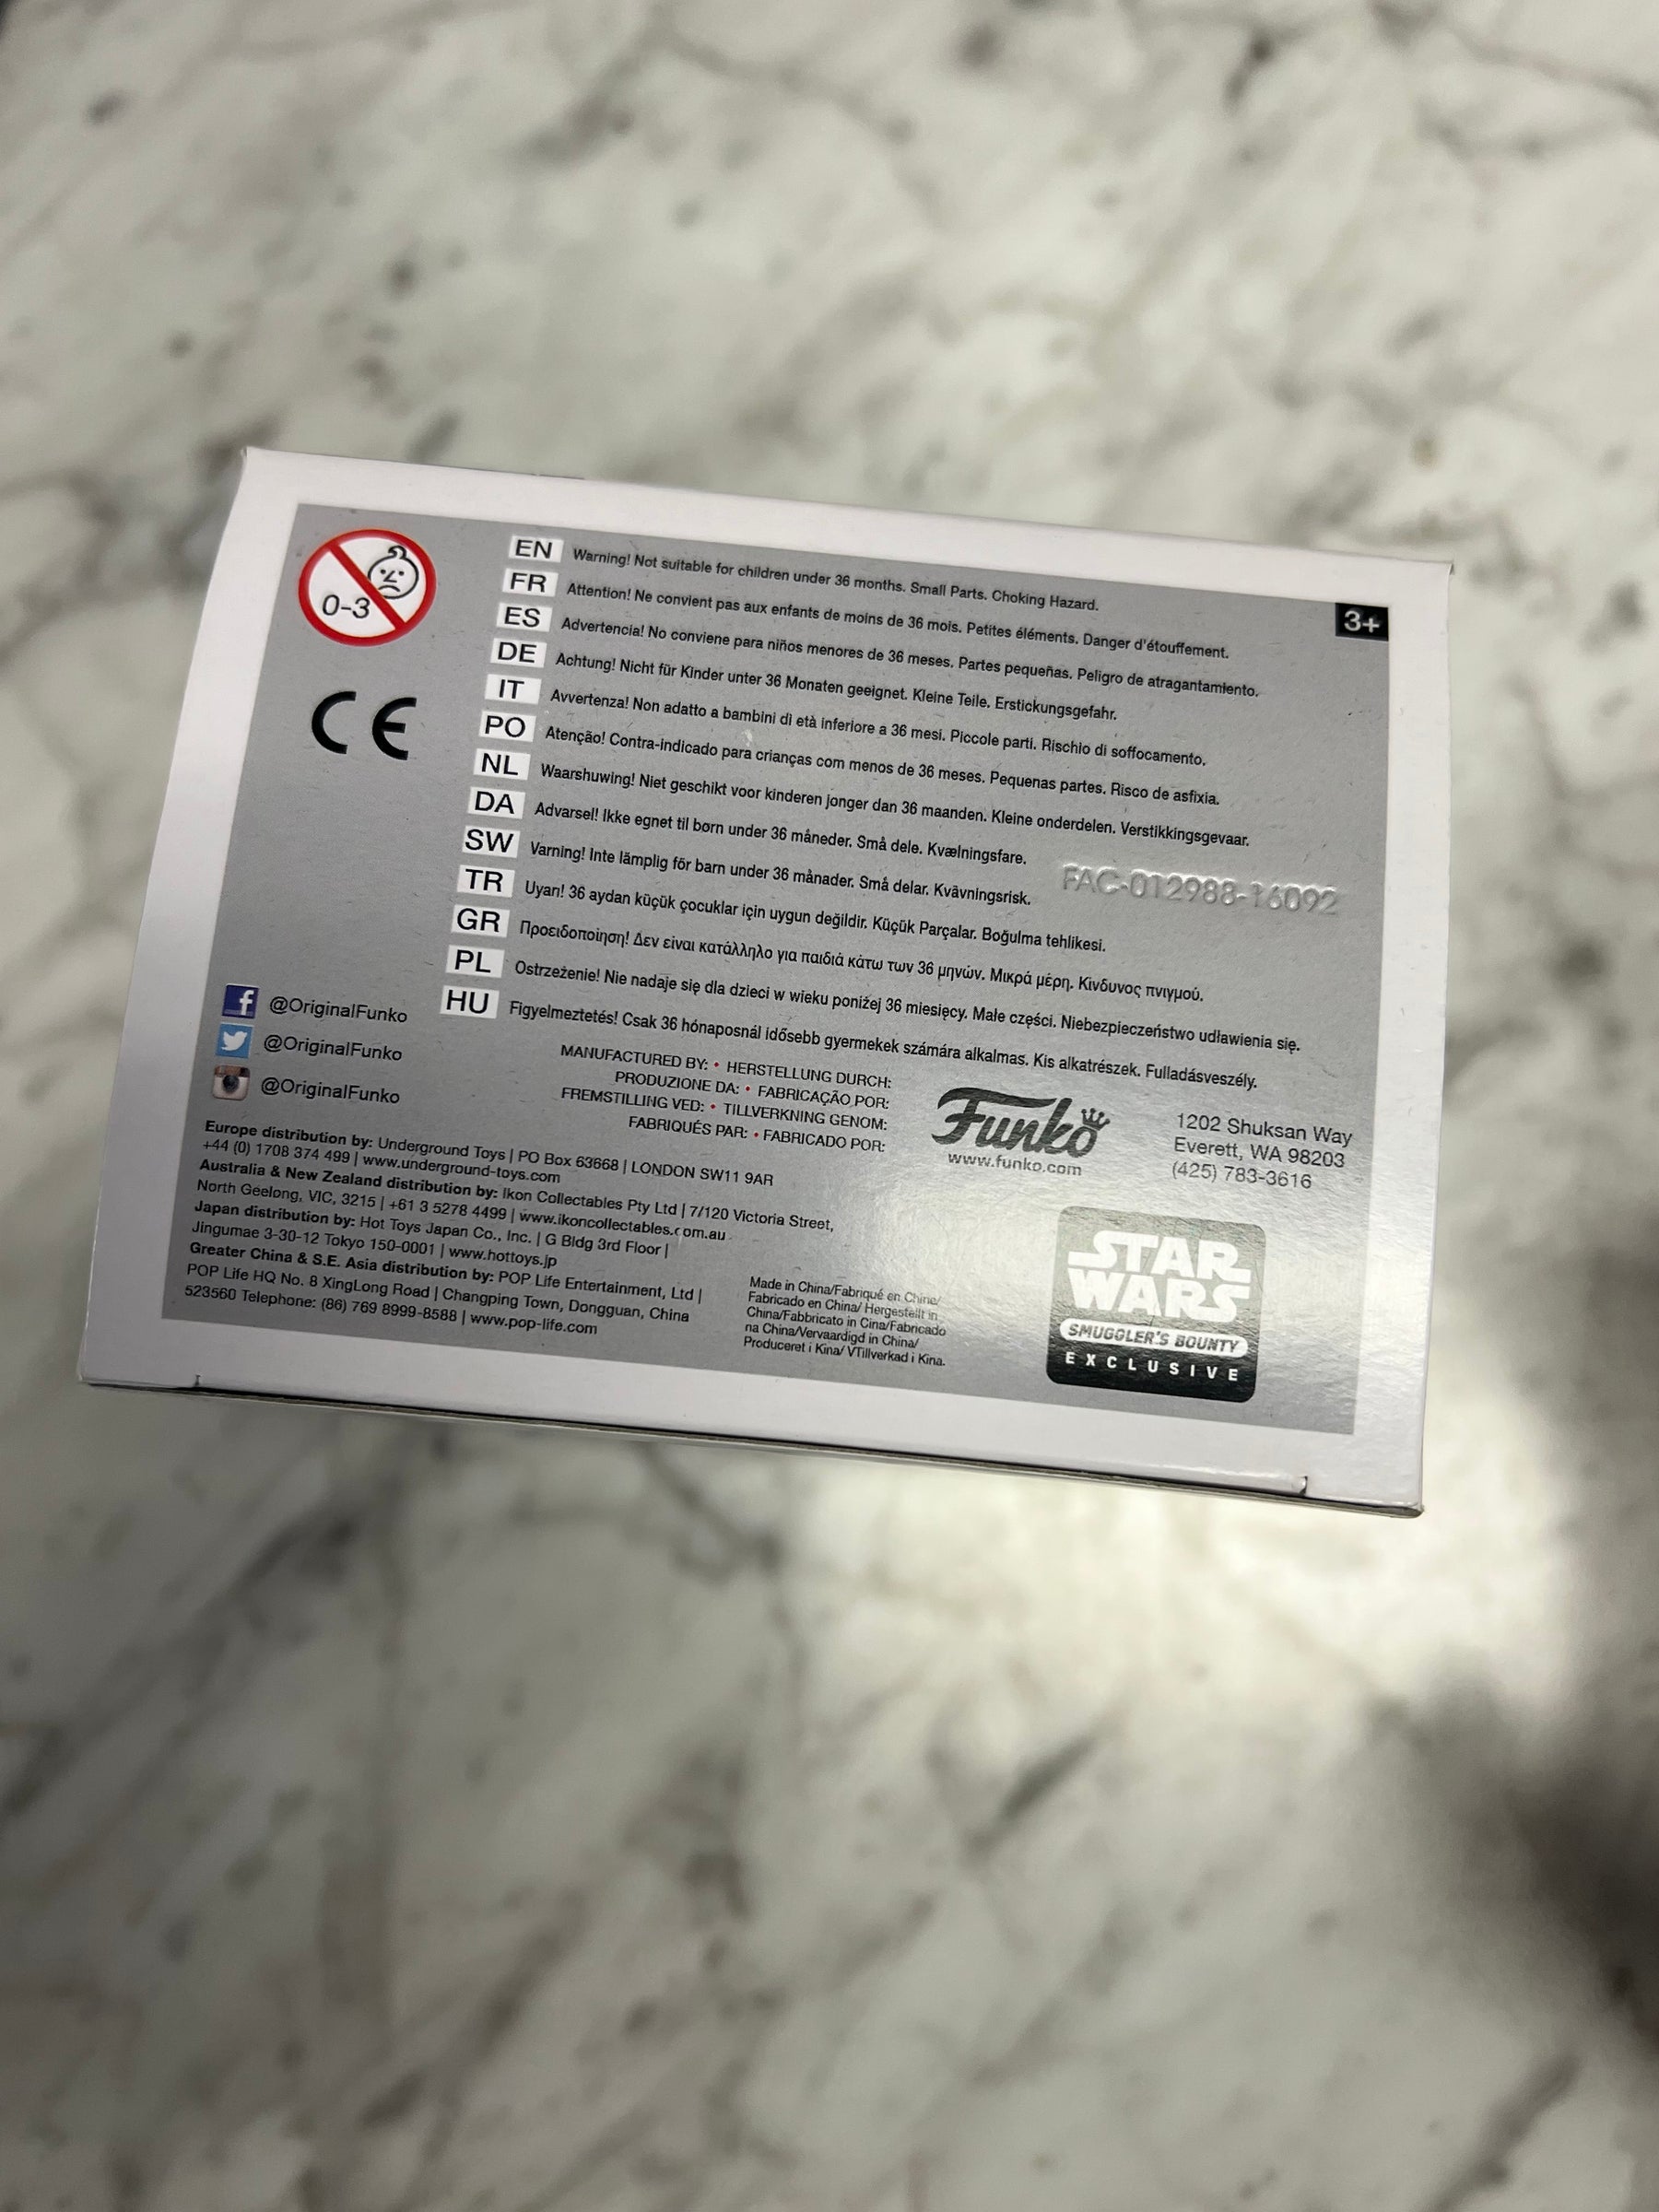 0-3
3+
CE
EN Warning! Not suitable for children under 36 months. Small Parts. Choking Hazard.
FR Attention! Ne convient pas aux enfants de moins de 36 mois. Petites éléments. Danger d'étouffement.
ES Advertencia! No conviene para niños menores de 36 meses. Partes pequeñas. Peligro de atragantamiento.
DE Achtung! Nicht für Kinder unter 36 Monaten geeignet. Kleine Teile. Erstickungsgefahr.
IT Avvertenza! Non adatto a bambini di età inferiore a 36 mesi. Piccole parti. Rischio di soffocamento.
PO Atenção! Contra-indicado para crianças com menos de 36 meses. Pequenas partes. Risco de asfixia.
NL Waarshuwing! Niet geschikt voor kinderen jonger dan 36 maanden. Kleine onderdelen. Verstikkingsgevaar.
DA Advarsel! Ikke egnet til børn under 36 måneder. Små dele. Kvælningsfare.
SW Varning! Inte lämplig för barn under 36 månader. Små delar. Kvävningsrisk.
FAC-012988-16092
TR Uyarı! 36 aydan küçük çocuklar için uygun değildir. Küçük Parçalar. Boğulma tehlikesi.
GR Προειδοποίηση! Δεν είναι κατάλληλο για παιδιά κάτω των 36 μηνών. Μικρά μέρη. Κίνδυνος πνιγμού.
PL Ostrzeżenie! Nie nadaje się dla dzieci w wieku poniżej 36 miesięcy. Małe części. Niebezpieczeństwo udławienia się.
HU Figyelmeztetés! Csak 36 hónaposnál idősebb gyermekek számára alkalmas. Kis alkatrészek. Fulladásveszély.
@OriginalFunko
@OriginalFunko
@OriginalFunko
MANUFACTURED BY: • HERSTELLUNG DURCH:
PRODUZIONE DA: • FABRICAÇÃO POR:
FREMSTILLING VED: • TILLVERKNING GENOM:
FABRIQUÉS PAR: • FABRICADO POR:
Funko
www.funko.com
1202 Shuksan Way
Everett, WA 98203
(425) 783-3616
Europe distribution by: Underground Toys | PO Box 63668 | LONDON SW11 9AR
+44 (0) 1708 374 499 | www.underground-toys.com
Australia & New Zealand distribution by: Ikon Collectables Pty Ltd | 7/120 Victoria Street,
North Geelong, VIC, 3215 | +61 3 5278 4499 | www.ikoncollectables.com.au
Japan distribution by: Hot Toys Japan Co., Inc. | G Bldg 3rd Floor |
Jingumae 3-30-12 Tokyo 150-0001 | www.hottoys.jp
Greater China & S.E. Asia distribution by: POP Life Entertainment, Ltd |
POP Life HQ No. 8 XingLong Road | Changping Town, Dongguan, China
523560 Telephone: (86) 769 8999-8588 | www.pop-life.com
Made in China/Fabriqué en Chine/
Fabricado en China/ Hergestellt in
China/Fabbricato in Cina/Fabricado
na China/Vervaardigd in China/
Produceret i Kina/ VTillverkad i Kina.
STAR
WARS
SMUGGLER'S BOUNTY
EXCLUSIVE